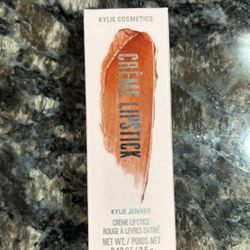 KYLIE COSMETICS
CRÈME LIPSTICK
KYLIE JENNER
CRÈME LIPSTICK
ROUGE À LÈVRES SATINÉ
NET WT. / POIDS NET